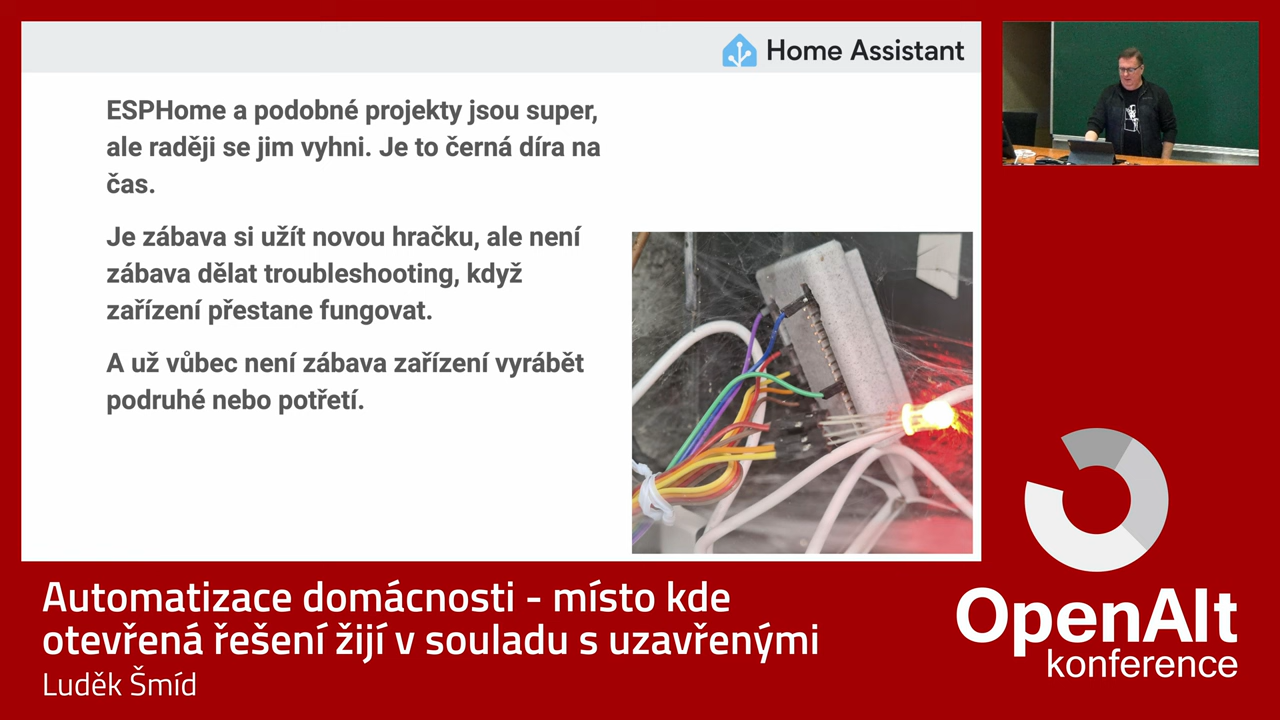 Home Assistant
ESPHome a podobné projekty jsou super,
ale raději se jim vyhni. Je to černá díra na
čas.
Je zábava si užít novou hračku, ale není
zábava dělat troubleshooting, když
zařízení přestane fungovat.
A už vůbec není zábava zařízení vyrábět
podruhé nebo potřetí.
Automatizace domácnosti - místo kde
otevřená řešení žijí v souladu s uzavřenými
Luděk Šmíd
OpenAlt
konference